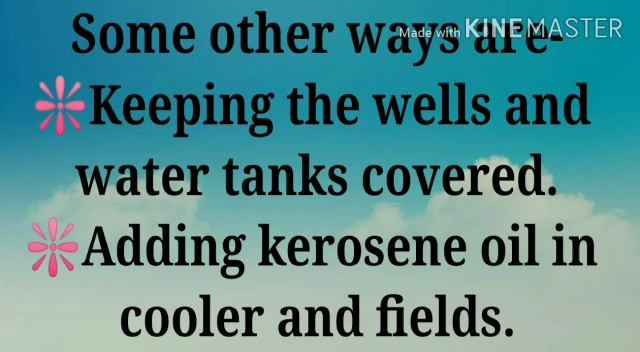 Some other ways are-
Made with KINEMASTER
Keeping the wells and
water tanks covered.
Adding kerosene oil in
cooler and fields.